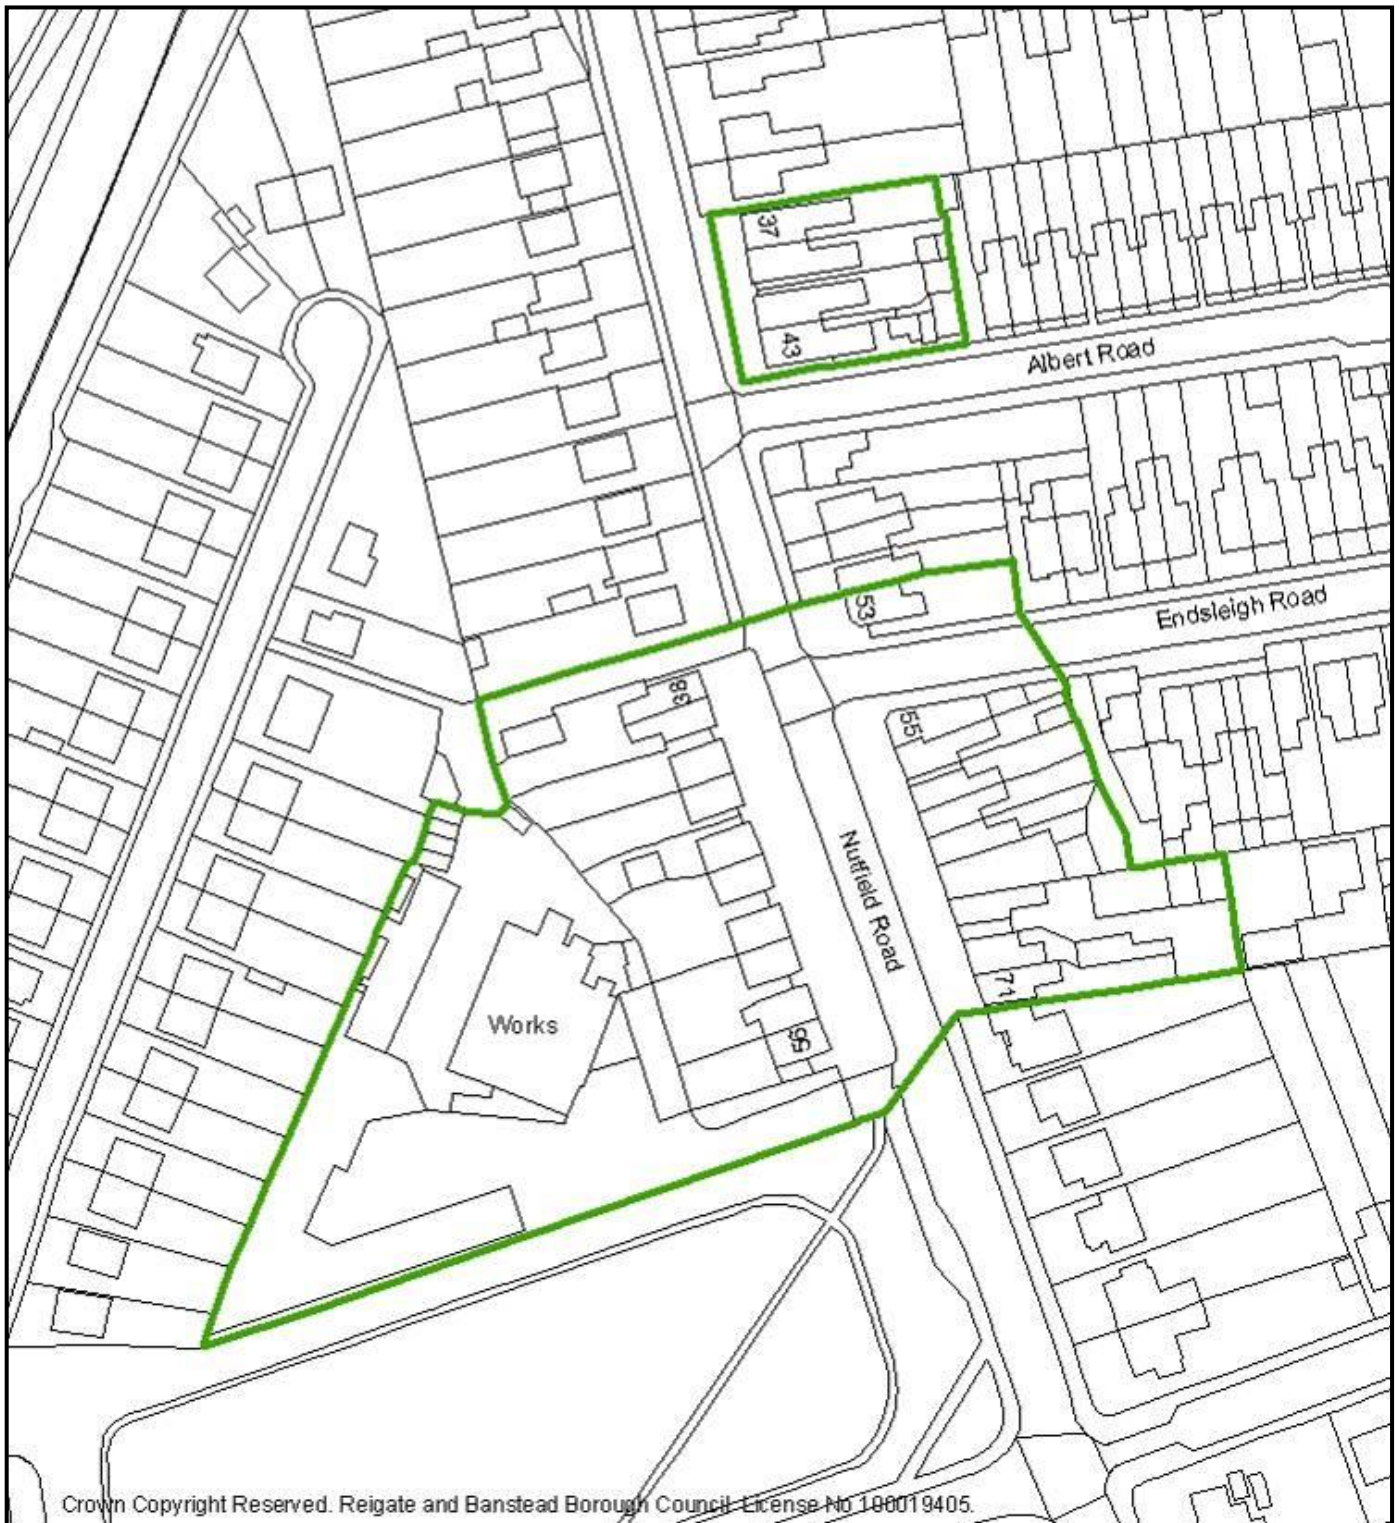 37
43
Albert Road
53
Endsleigh Road
38
55
Nutfield Road
71
Works
56
Crown Copyright Reserved. Reigate and Banstead Borough Council. License No 100019405.